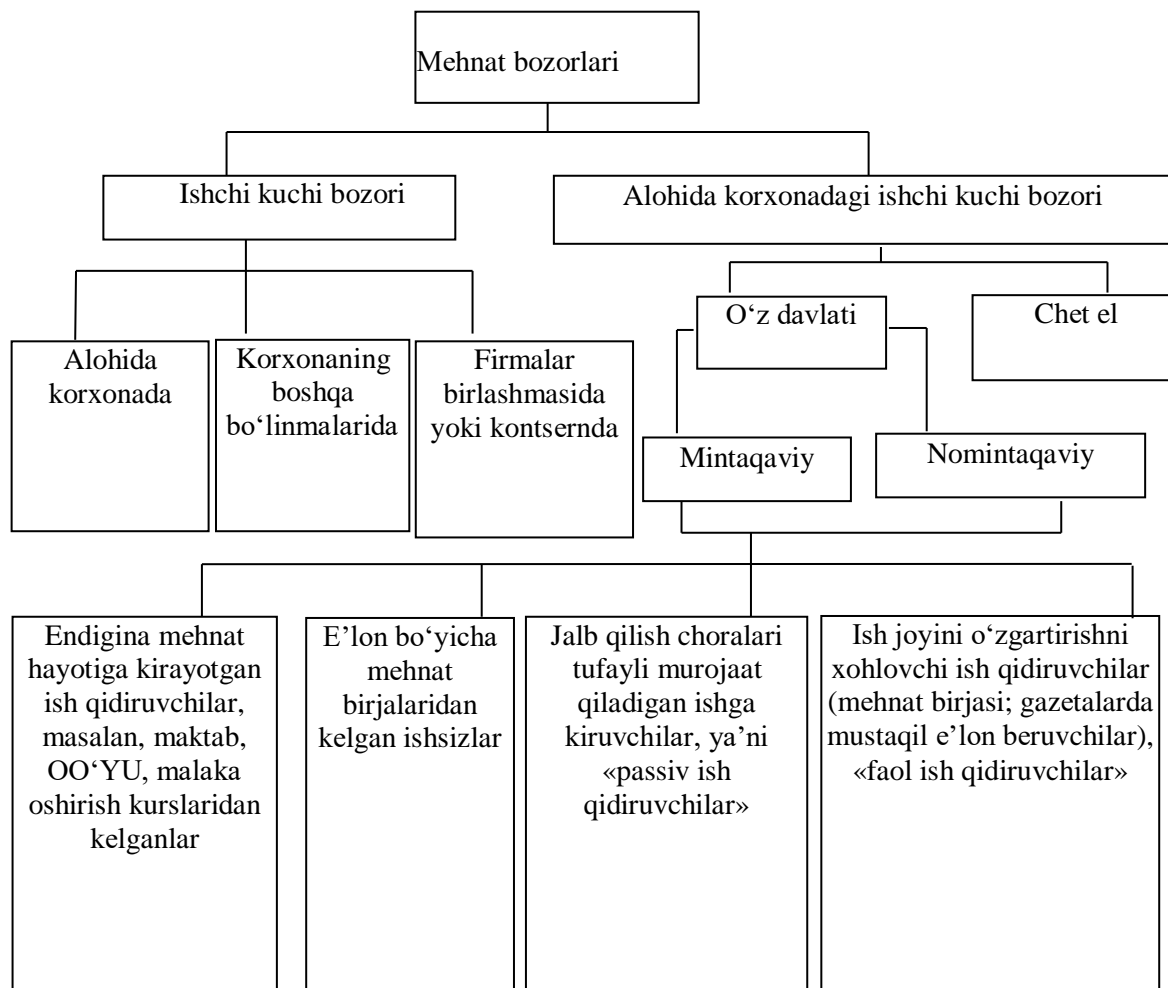 Mehnat bozorlari
Ishchi kuchi bozori
Alohida korxonadagi ishchi kuchi bozori
O‘z davlati
Chet el
Alohida
korxonada
Korxonaning
boshqa
bo‘linmalarida
Firmalar
birlashmasida
yoki kontsernda
Mintaqaviy
Nomintaqaviy
Endigina mehnat
hayotiga kirayotgan
ish qidiruvchilar,
masalan, maktab,
OO‘YU, malaka
oshirish kurslaridan
kelganlar
E’lon bo‘yicha
mehnat
birjalaridan
kelgan ishsizlar
Jalb qilish choralari
tufayli murojaat
qiladigan ishga
kiruvchilar, ya’ni
«passiv ish
qidiruvchilar»
Ish joyini o‘zgartirishni
xohlovchi ish qidiruvchilar
(mehnat birjasi; gazetalarda
mustaqil e’lon beruvchilar),
«faol ish qidiruvchilar»